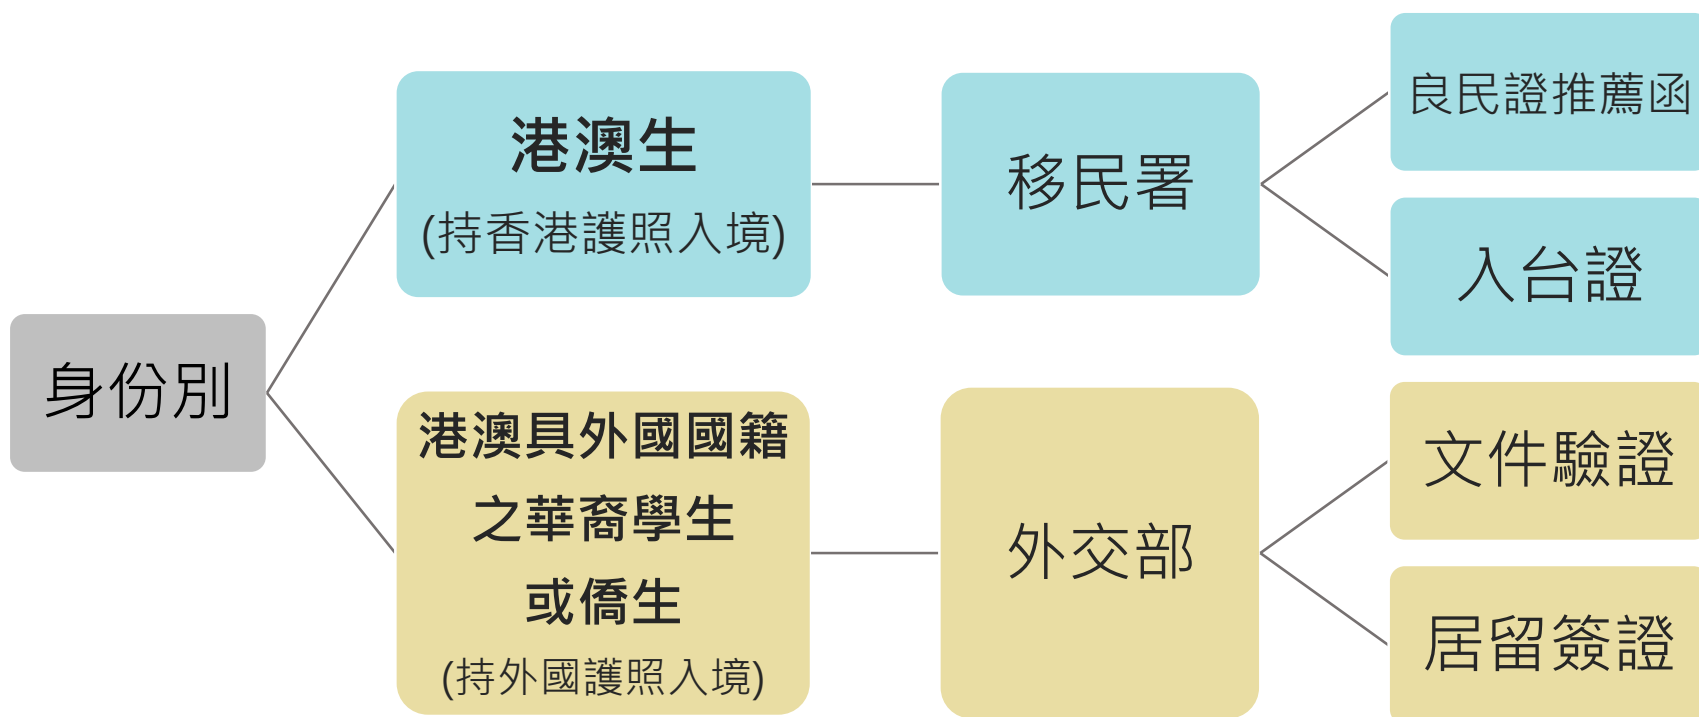 身份別
港澳生
(持香港護照入境)
移民署
良民證推薦函
入台證
港澳具外國國籍
之華裔學生
或僑生
(持外國護照入境)
外交部
文件驗證
居留簽證